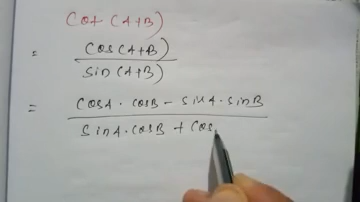 Cot (A+B)
= Cos(A+B)
Sin (A+B)
= CosA · cosB - sinA · sinB
SinA · cosB + Cos